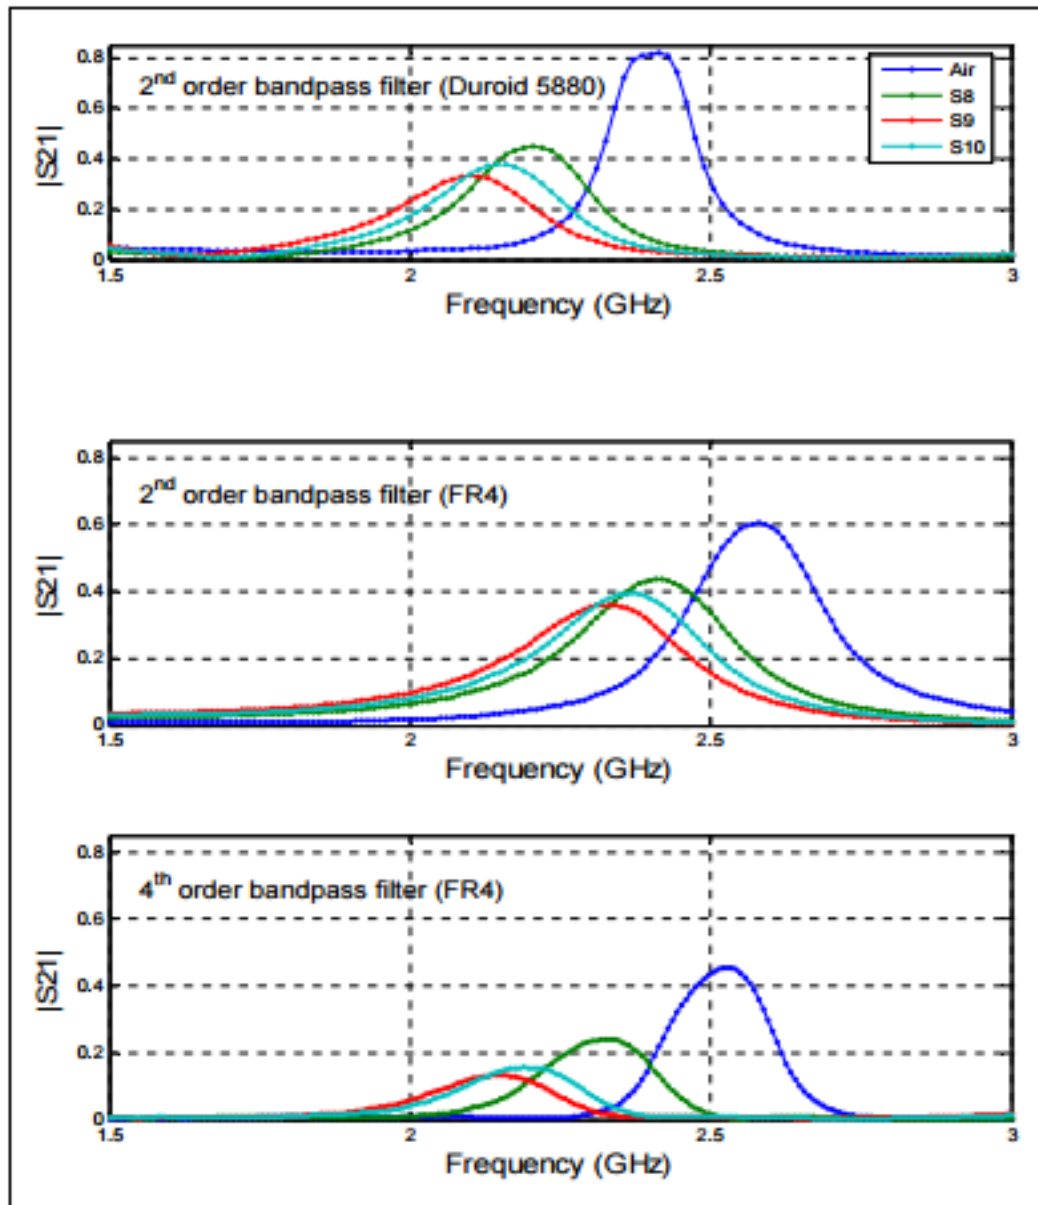 2nd order bandpass filter (Duroid 5880)
Air
S8
S9
S10
|S21|
0.8
0.6
0.4
0.2
0
1.5 2 2.5 3
Frequency (GHz)
2nd order bandpass filter (FR4)
|S21|
0.8
0.6
0.4
0.2
0
1.5 2 2.5 3
Frequency (GHz)
4th order bandpass filter (FR4)
|S21|
0.8
0.6
0.4
0.2
0
1.5 2 2.5 3
Frequency (GHz)